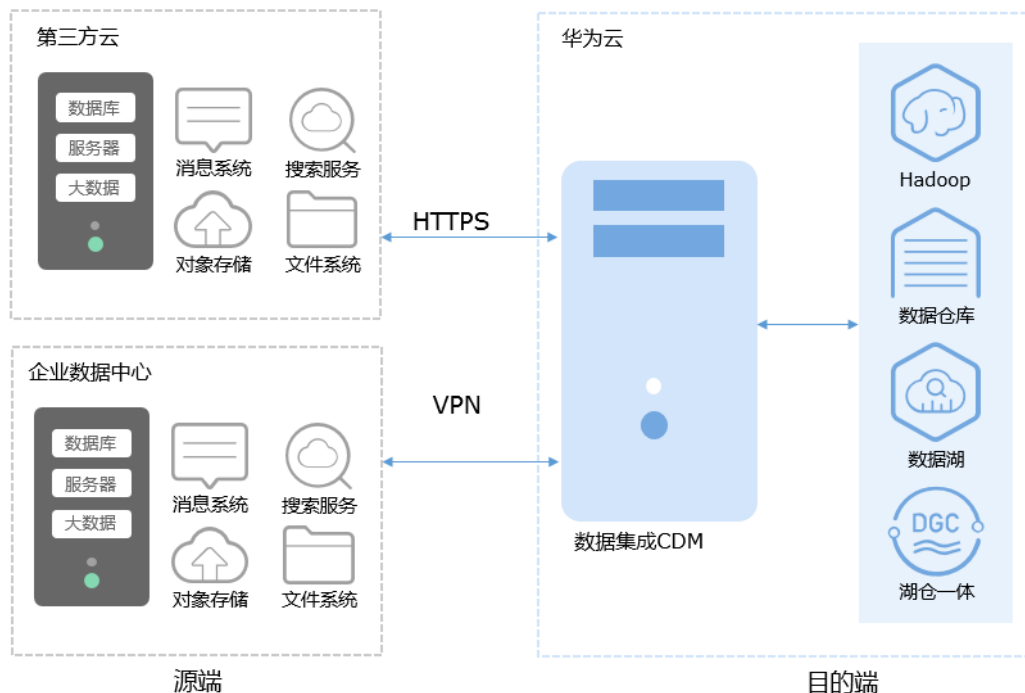 第三方云
数据库
服务器
大数据
消息系统
搜索服务
对象存储
文件系统
企业数据中心
数据库
服务器
大数据
消息系统
搜索服务
对象存储
文件系统
源端
HTTPS
VPN
华为云
数据集成CDM
Hadoop
数据仓库
数据湖
DGC
湖仓一体
目的端